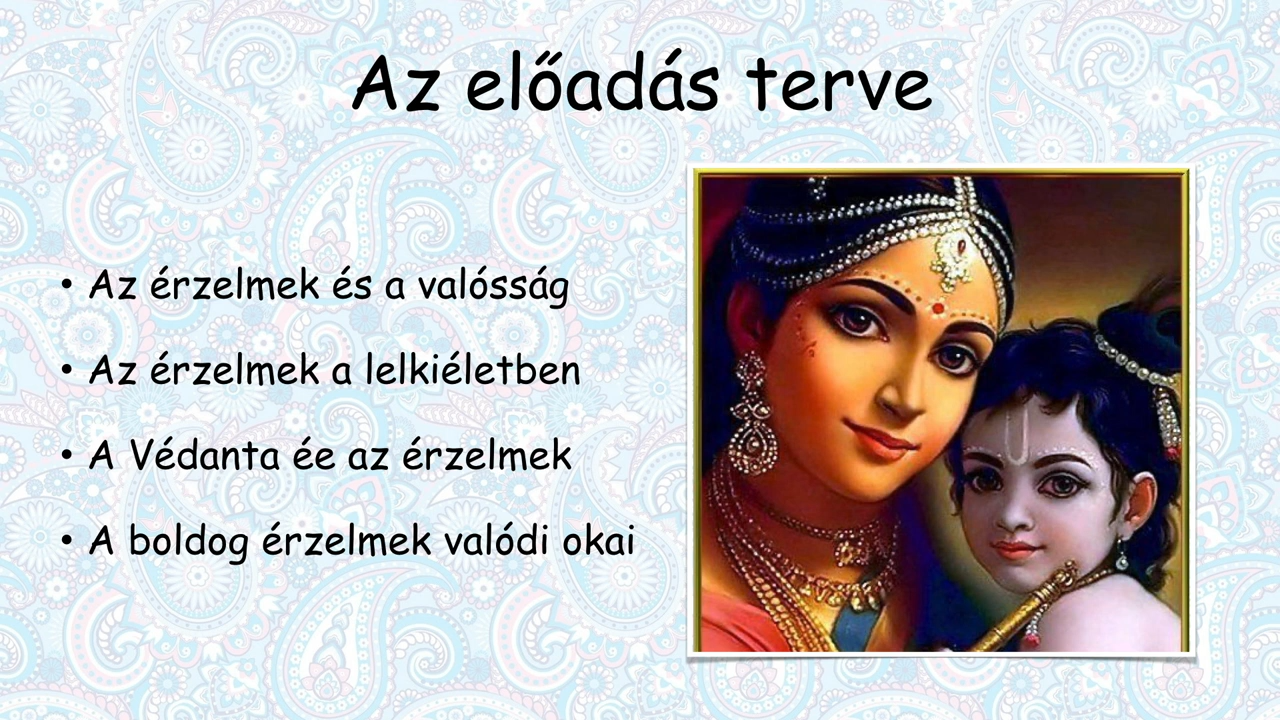 Az előadás terve
• Az érzelmek és a valósság
• Az érzelmek a lelkiéletben
• A Védanta ée az érzelmek
• A boldog érzelmek valódi okai